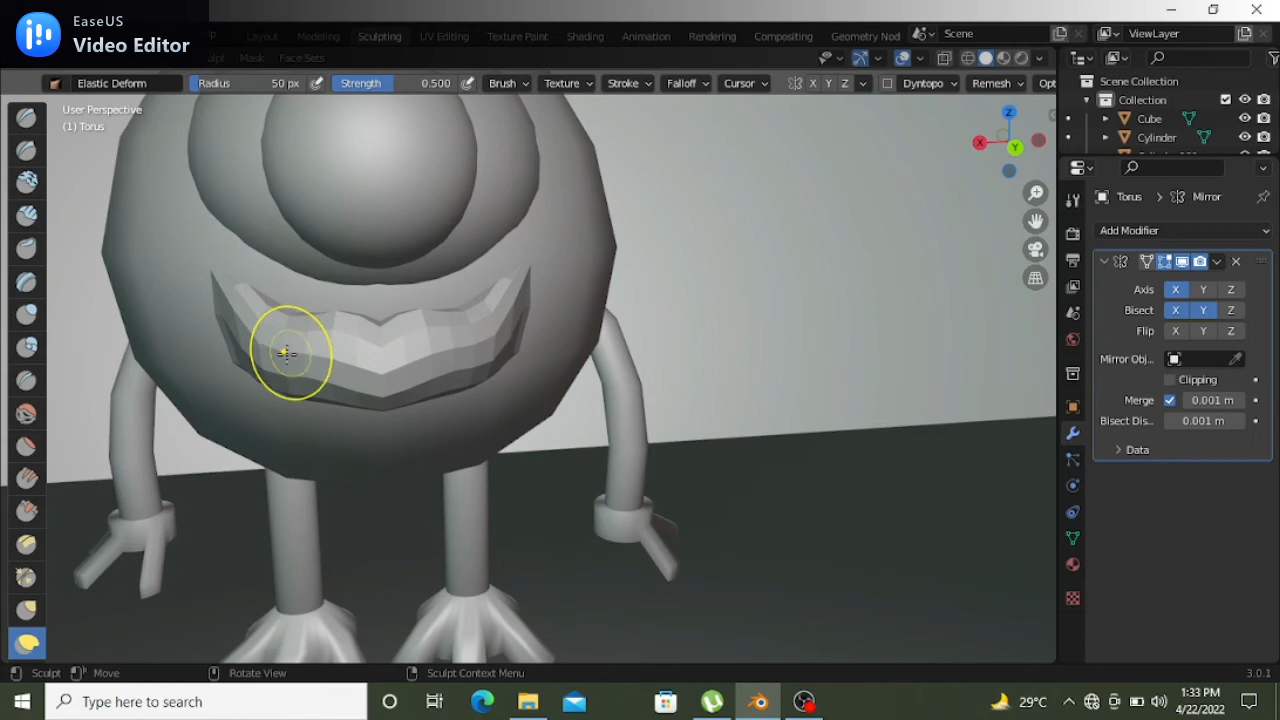 EaseUS
Video Editor
Layout
Modeling
Sculpting
UV Editing
Texture Paint
Shading
Animation
Rendering
Compositing
Geometry Nod
Scene
ViewLayer
Mask
Face Sets
Elastic Deform
Radius 50 px
Strength 0.500
Brush
Texture
Stroke
Falloff
Cursor
X Y Z
Dyntopo
Remesh
Opt
User Perspective
(1) Torus
Z
X
Y
Scene Collection
Collection
Cube
Cylinder
Torus > Mirror
Add Modifier
Axis X Y Z
Bisect X Y Z
Flip X Y Z
Mirror Obj...
Clipping
Merge 0.001 m
Bisect Dis... 0.001 m
Data
Sculpt
Move
Rotate View
Sculpt Context Menu
3.0.1
Type here to search
29°C
1:33 PM
4/22/2022